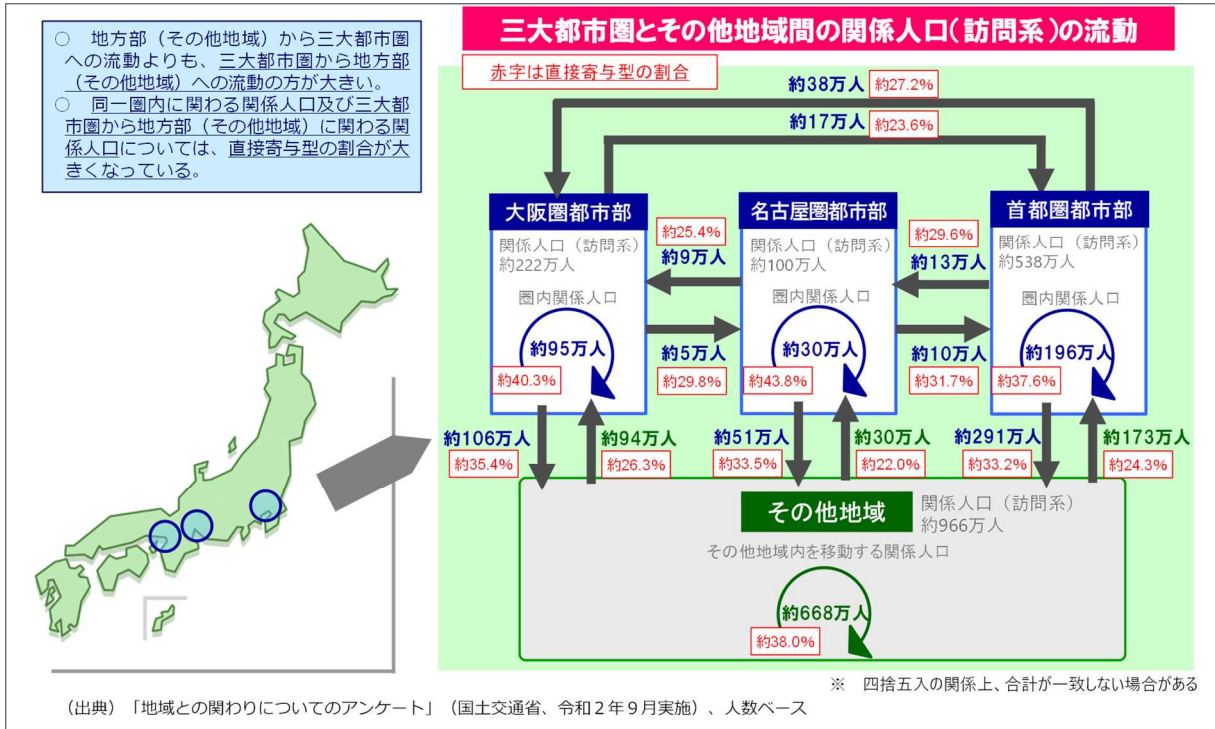 ○　地方部（その他地域）から三大都市圏
への流動よりも、三大都市圏から地方部
（その他地域）への流動の方が大きい。
○　同一圏内に関わる関係人口及び三大都
市圏から地方部（その他地域）に関わる関
係人口については、直接寄与型の割合が大
きくなっている。
三大都市圏とその他地域間の関係人口（訪問系）の流動
赤字は直接寄与型の割合
約38万人 約27.2%
約17万人 約23.6%
大阪圏都市部
関係人口（訪問系）
約222万人
圏内関係人口
約95万人
約40.3%
約25.4%
約9万人
約5万人
約29.8%
名古屋圏都市部
関係人口（訪問系）
約100万人
圏内関係人口
約30万人
約43.8%
約29.6%
約13万人
約10万人
約31.7%
首都圏都市部
関係人口（訪問系）
約538万人
圏内関係人口
約196万人
約37.6%
約106万人
約35.4%
約94万人
約26.3%
約51万人
約33.5%
約30万人
約22.0%
約291万人
約33.2%
約173万人
約24.3%
その他地域
関係人口（訪問系）
約966万人
その他地域内を移動する関係人口
約668万人
約38.0%
※　四捨五入の関係上、合計が一致しない場合がある
（出典）「地域との関わりについてのアンケート」（国土交通省、令和２年９月実施）、人数ベース